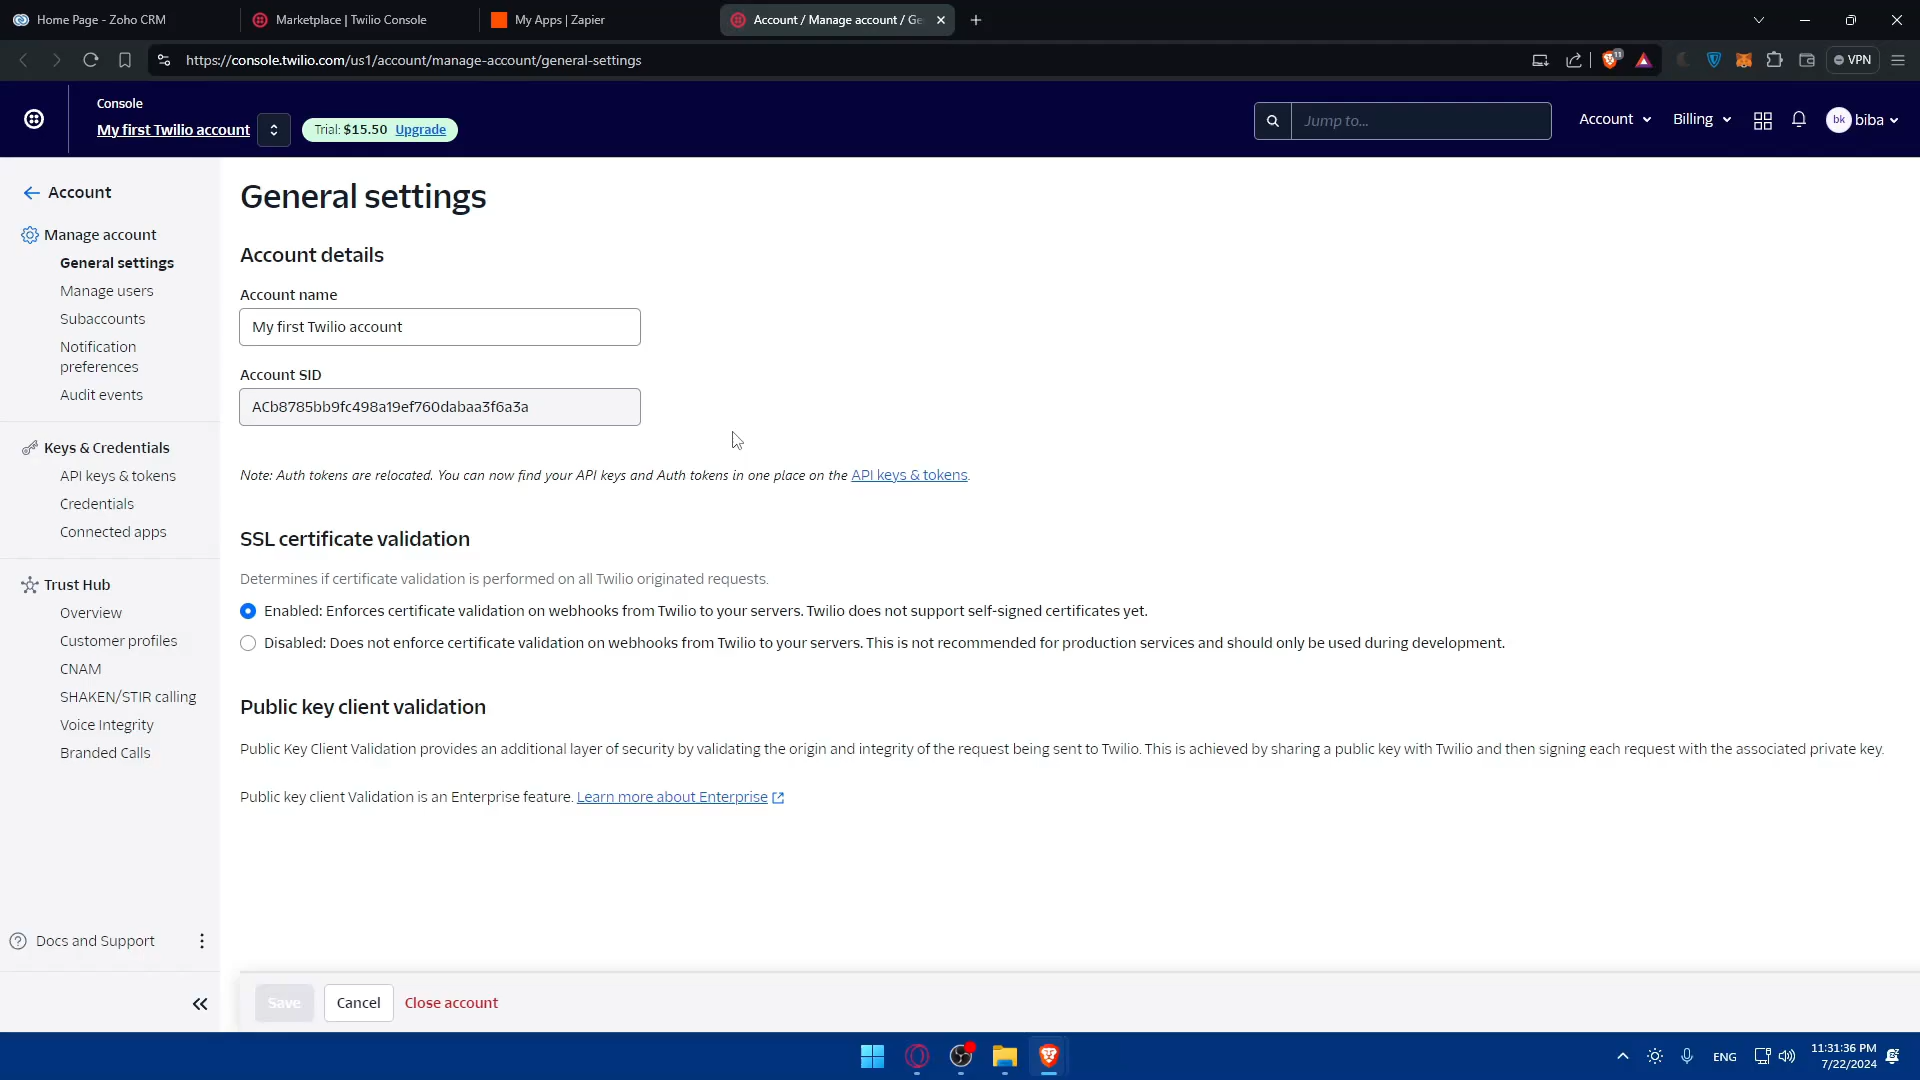 Home Page - Zoho CRM
Marketplace | Twilio Console
My Apps | Zapier
Account / Manage account / Ge
https://console.twilio.com/us1/account/manage-account/general-settings
11
VPN
Console
My first Twilio account
Trial: $15.50 Upgrade
Jump to...
Account
Billing
bk
biba
Account
Manage account
General settings
Manage users
Subaccounts
Notification
preferences
Audit events
Keys & Credentials
API keys & tokens
Credentials
Connected apps
Trust Hub
Overview
Customer profiles
CNAM
SHAKEN/STIR calling
Voice Integrity
Branded Calls
Docs and Support
General settings
Account details
Account name
My first Twilio account
Account SID
ACb8785bb9fc498a19ef760dabaa3f6a3a
Note: Auth tokens are relocated. You can now find your API keys and Auth tokens in one place on the API keys & tokens.
SSL certificate validation
Determines if certificate validation is performed on all Twilio originated requests.
Enabled: Enforces certificate validation on webhooks from Twilio to your servers. Twilio does not support self-signed certificates yet.
Disabled: Does not enforce certificate validation on webhooks from Twilio to your servers. This is not recommended for production services and should only be used during development.
Public key client validation
Public Key Client Validation provides an additional layer of security by validating the origin and integrity of the request being sent to Twilio. This is achieved by sharing a public key with Twilio and then signing each request with the associated private key.
Public key client Validation is an Enterprise feature. Learn more about Enterprise
Save
Cancel
Close account
ENG
11:31:36 PM
7/22/2024